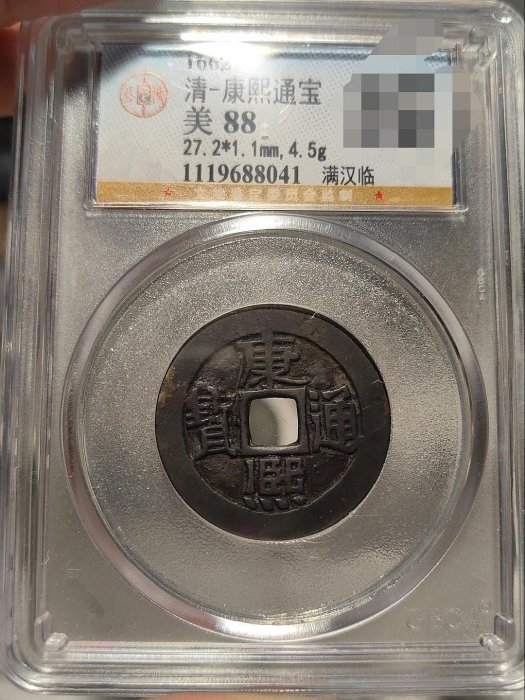 1662
清-康熙通宝
美 88
27.2*1.1mm,4.5g
1119688041 满汉临
康熙通寶